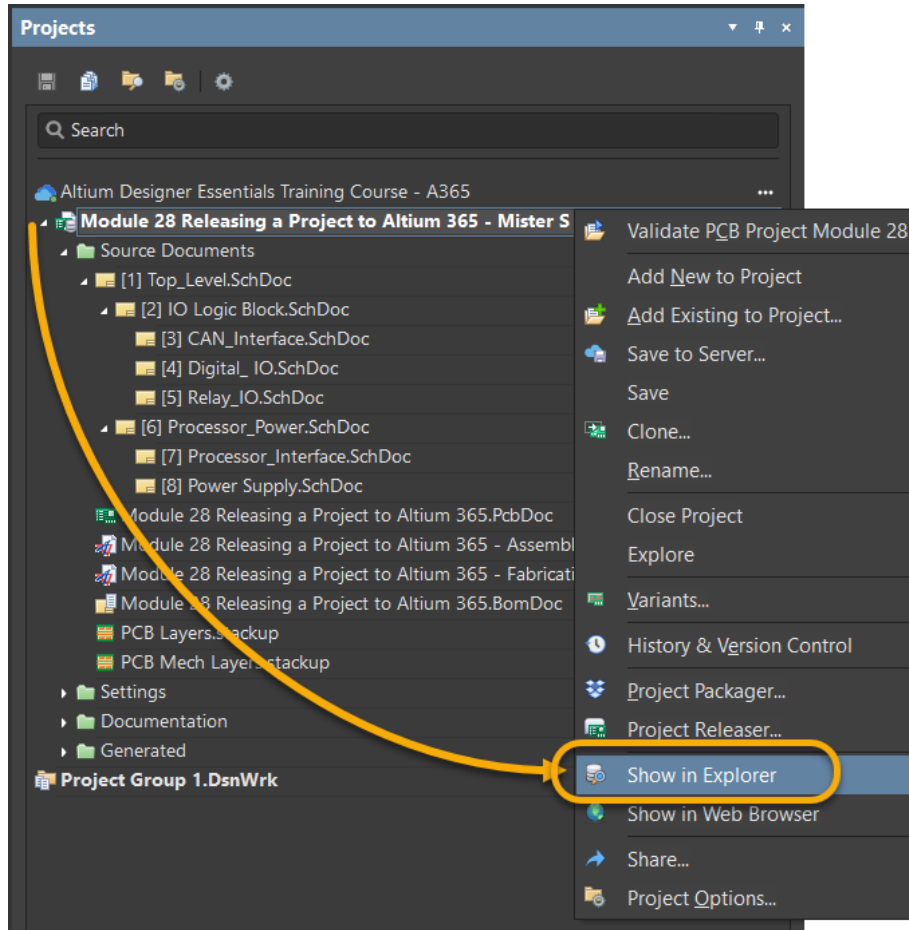 Projects
Search
Altium Designer Essentials Training Course - A365
Module 28 Releasing a Project to Altium 365 - Mister S
Source Documents
[1] Top_Level.SchDoc
[2] IO Logic Block.SchDoc
[3] CAN_Interface.SchDoc
[4] Digital_ IO.SchDoc
[5] Relay_IO.SchDoc
[6] Processor_Power.SchDoc
[7] Processor_Interface.SchDoc
[8] Power Supply.SchDoc
Module 28 Releasing a Project to Altium 365.PcbDoc
Module 28 Releasing a Project to Altium 365 - Assembl
Module 28 Releasing a Project to Altium 365 - Fabricati
Module 28 Releasing a Project to Altium 365.BomDoc
PCB Layers.stackup
PCB Mech Layers.stackup
Settings
Documentation
Generated
Project Group 1.DsnWrk
Validate PCB Project Module 28
Add New to Project
Add Existing to Project...
Save to Server...
Save
Clone...
Rename...
Close Project
Explore
Variants...
History & Version Control
Project Packager...
Project Releaser...
Show in Explorer
Show in Web Browser
Share...
Project Options...